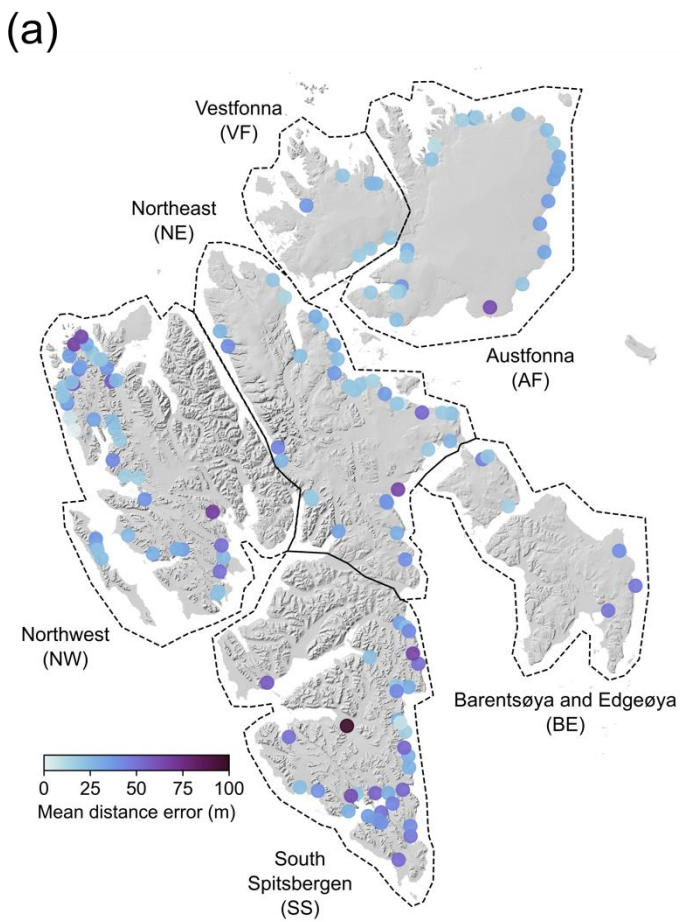 (a)
Vestfonna
(VF)
Northeast
(NE)
Austfonna
(AF)
Northwest
(NW)
Barentsøya and Edgeøya
(BE)
0 25 50 75 100
Mean distance error (m)
South
Spitsbergen
(SS)